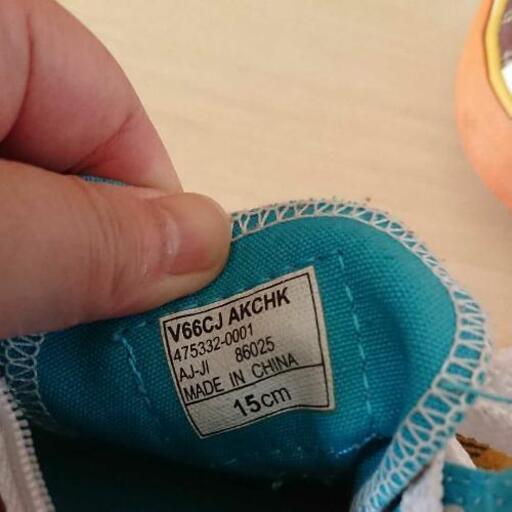 V66CJ AKCHK
475332-0001
AJ-JI 86025
MADE IN CHINA
15cm